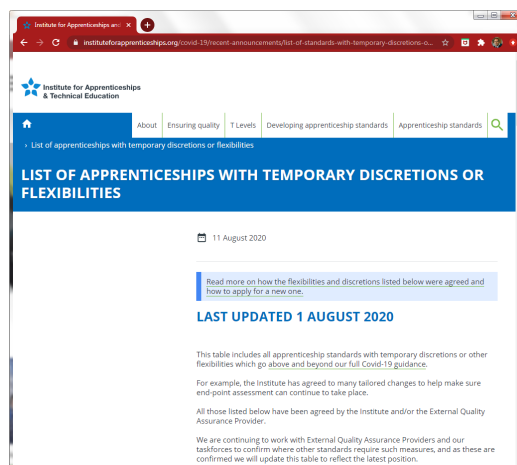 Institute for Apprenticeships and
instituteforapprenticeships.org/covid-19/recent-announcements/list-of-standards-with-temporary-discretions-o...
Institute for Apprenticeships
& Technical Education
About Ensuring quality T Levels Developing apprenticeship standards Apprenticeship standards
› List of apprenticeships with temporary discretions or flexibilities
LIST OF APPRENTICESHIPS WITH TEMPORARY DISCRETIONS OR
FLEXIBILITIES
11 August 2020
Read more on how the flexibilities and discretions listed below were agreed and
how to apply for a new one.
LAST UPDATED 1 AUGUST 2020
This table includes all apprenticeship standards with temporary discretions or other
flexibilities which go above and beyond our full Covid-19 guidance.
For example, the Institute has agreed to many tailored changes to help make sure
end-point assessment can continue to take place.
All those listed below have been agreed by the Institute and/or the External Quality
Assurance Provider.
We are continuing to work with External Quality Assurance Providers and our
taskforces to confirm where other standards require such measures, and as these are
confirmed we will update this table to reflect the latest position.